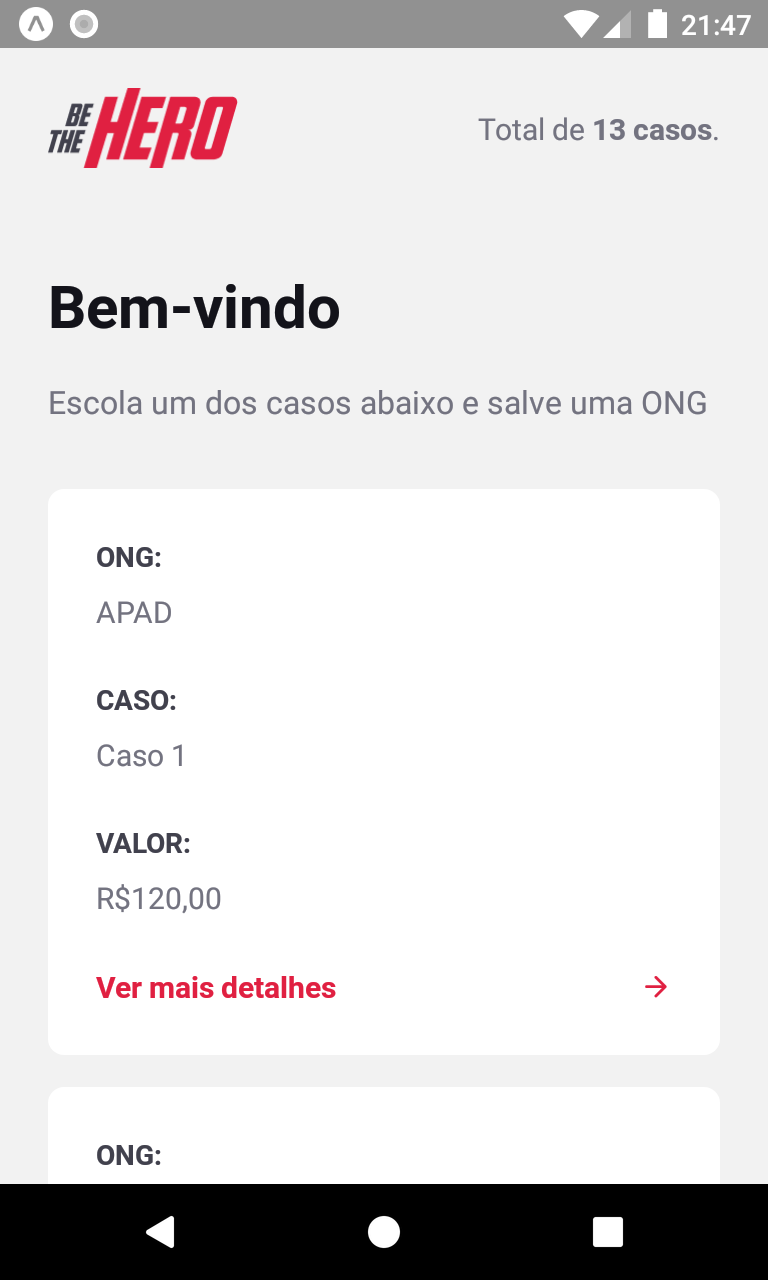 21:47
BE
THE HERO
Total de 13 casos.
Bem-vindo
Escola um dos casos abaixo e salve uma ONG
ONG:
APAD
CASO:
Caso 1
VALOR:
R$120,00
Ver mais detalhes
ONG: